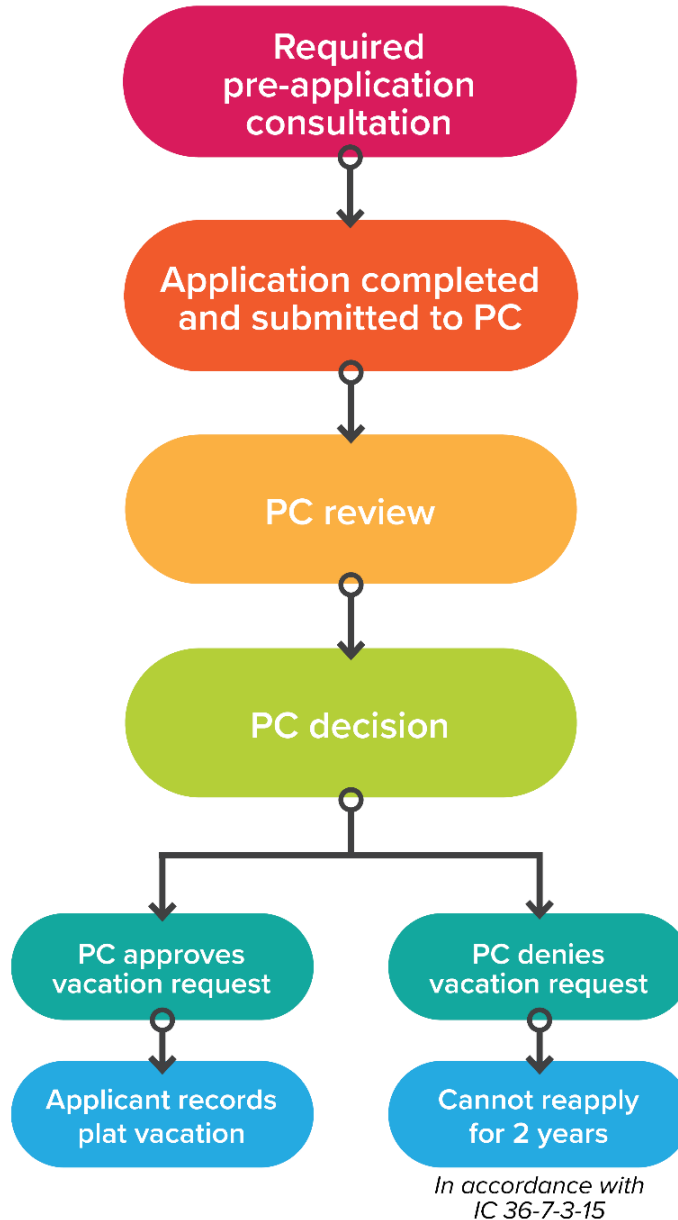 Required
pre-application
consultation
Application completed
and submitted to PC
PC review
PC decision
PC approves
vacation request
PC denies
vacation request
Applicant records
plat vacation
Cannot reapply
for 2 years
In accordance with
IC 36-7-3-15